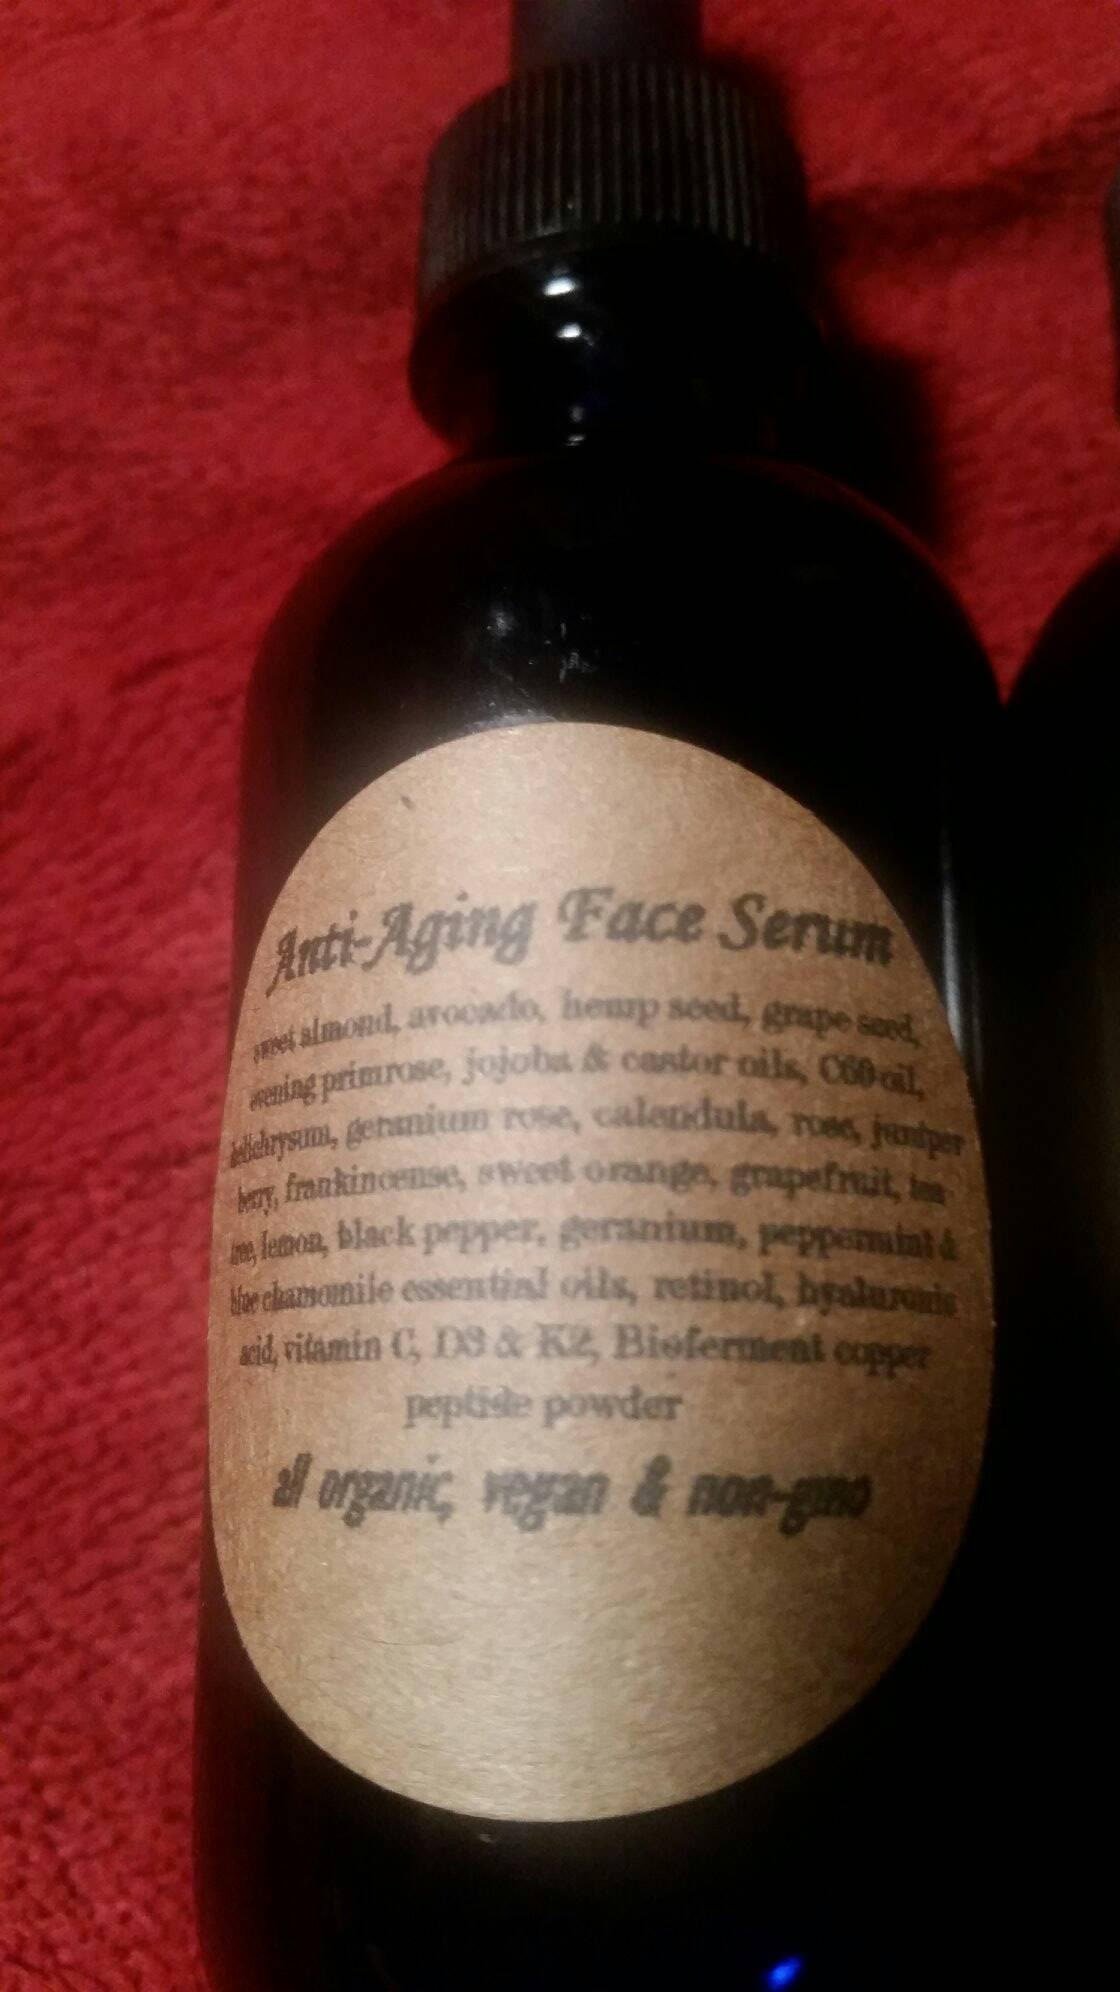 Anti-Aging Face Serum
sweet almond, avocado, hemp seed, grape seed,
evening primrose, jojoba & castor oils, C60 oil,
helichrysum, geranium rose, calendula, rose, juniper
berry, frankincense, sweet orange, grapefruit, tea
tree, lemon, black pepper, geranium, peppermint &
blue chamomile essential oils, retinol, hyaluronic
acid, vitamin C, D3 & K2, Bioferment copper
peptide powder
all organic, vegan & non-gmo